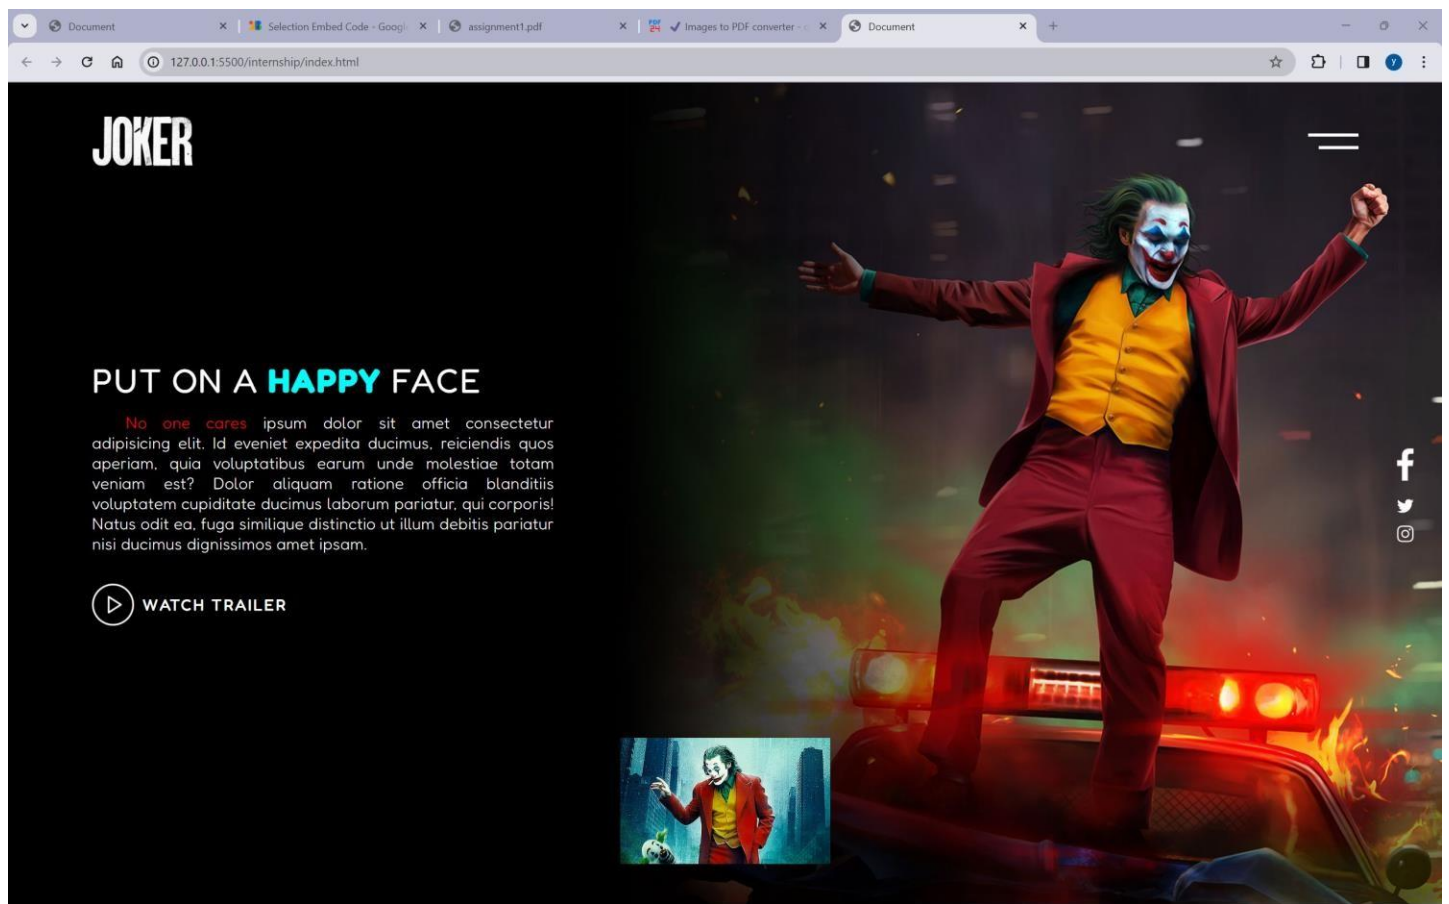 Document
Selection Embed Code - Googl
assignment1.pdf
PDF
24
Images to PDF converter - c
Document
127.0.0.1:5500/internship/index.html
y
JOKER
PUT ON A HAPPY FACE
No one cares ipsum dolor sit amet consectetur
adipisicing elit. Id eveniet expedita ducimus, reiciendis quos
aperiam, quia voluptatibus earum unde molestiae totam
veniam est? Dolor aliquam ratione officia blanditiis
voluptatem cupiditate ducimus laborum pariatur, qui corporis!
Natus odit ea, fuga similique distinctio ut illum debitis pariatur
nisi ducimus dignissimos amet ipsam.
WATCH TRAILER